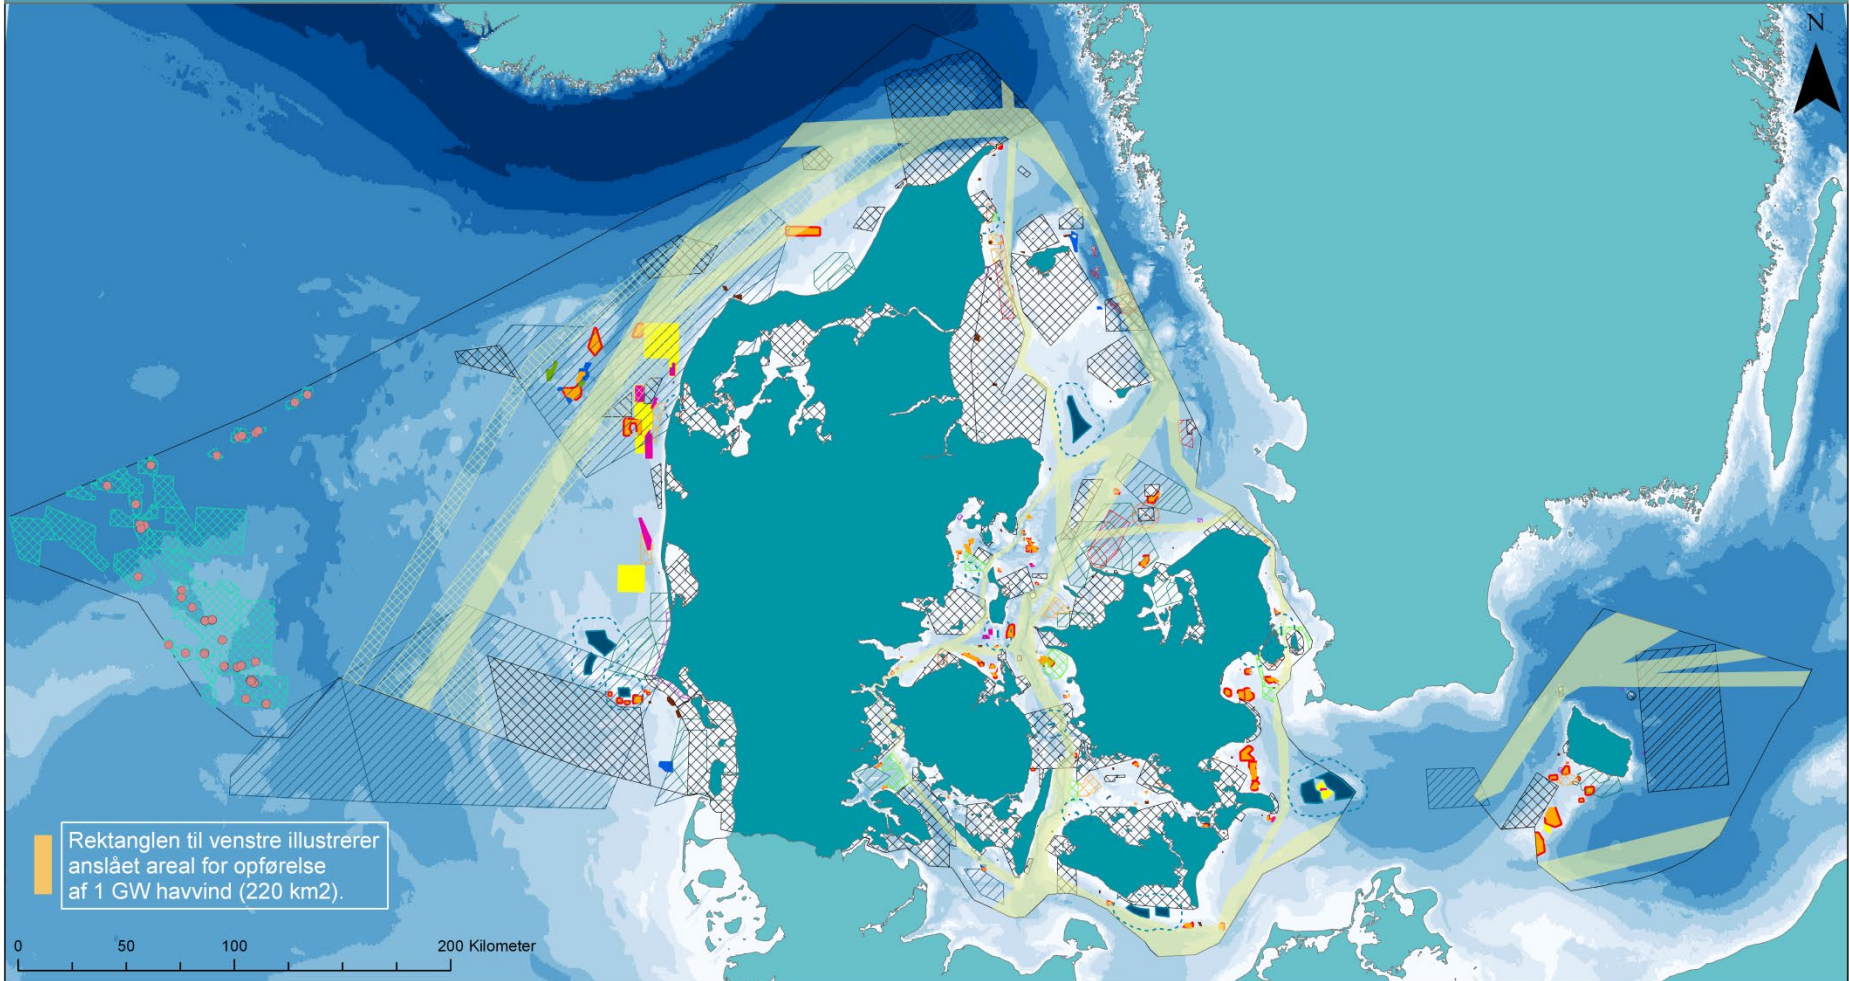 N
Rektanglen til venstre illustrerer
anslået areal for opførelse
af 1 GW havvind (220 km2).
0 50 100 200 Kilometer